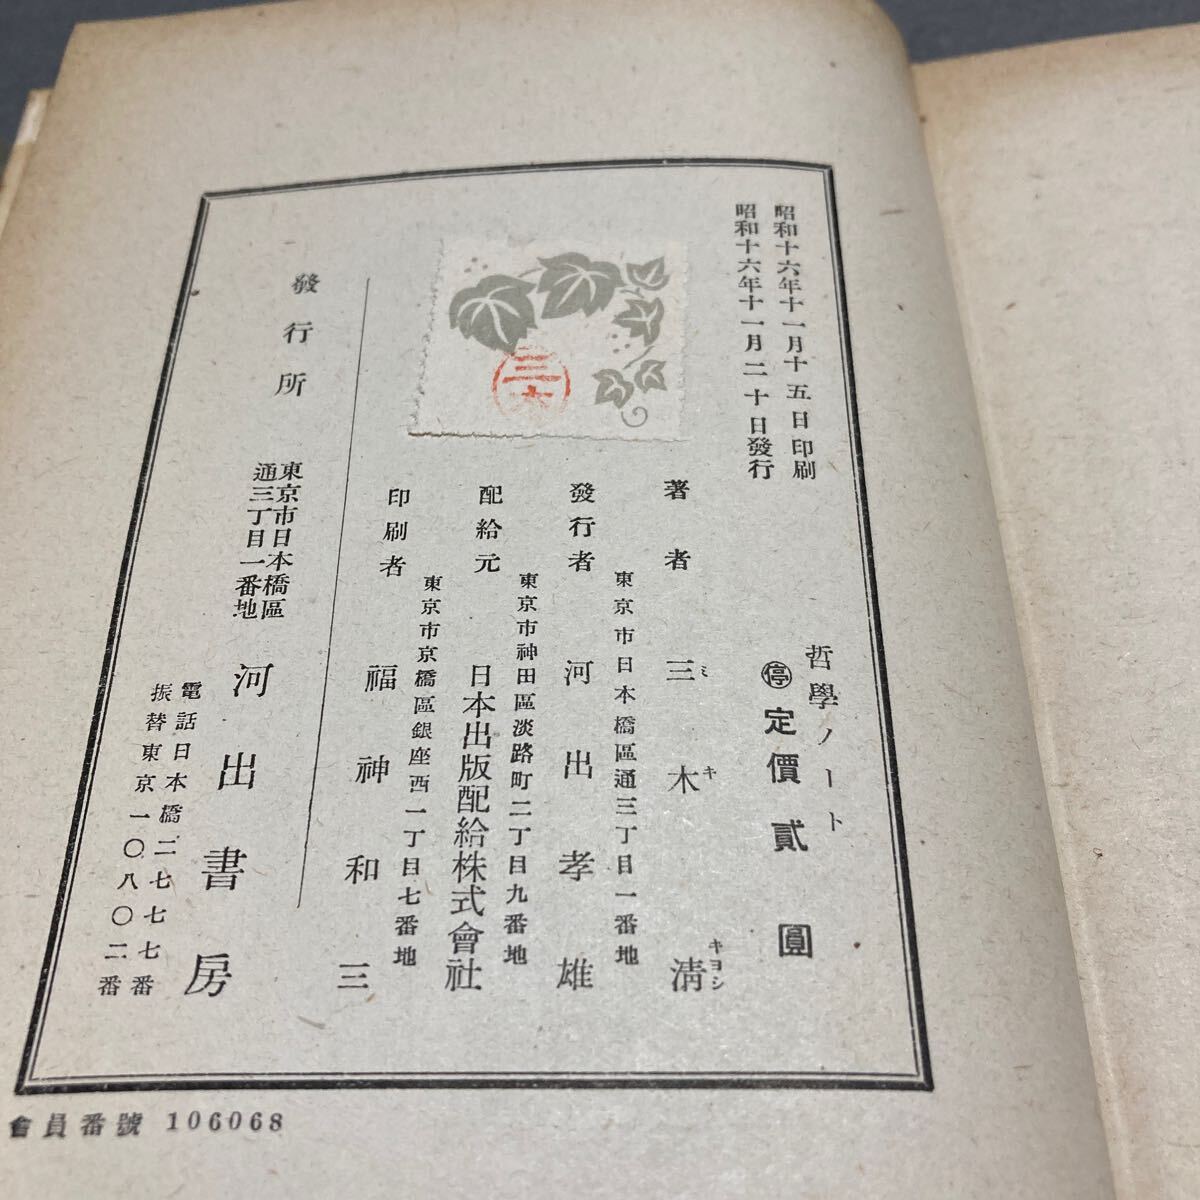 昭和十六年十一月十五日印刷
昭和十六年十一月二十日發行
哲學ノート
停定價貳圓
著者 三木清
ミ キ キヨシ
東京市日本橋區通三丁目一番地
發行者 河出孝雄
東京市神田區淡路町二丁目九番地
配給元 日本出版配給株式會社
東京市京橋區銀座西一丁目七番地
印刷者 福神和三
三木
發行所
東京市日本橋區
通三丁目一番地
河出書房
電話日本橋二七七七番
振替東京一〇八〇二番
會員番號 106068